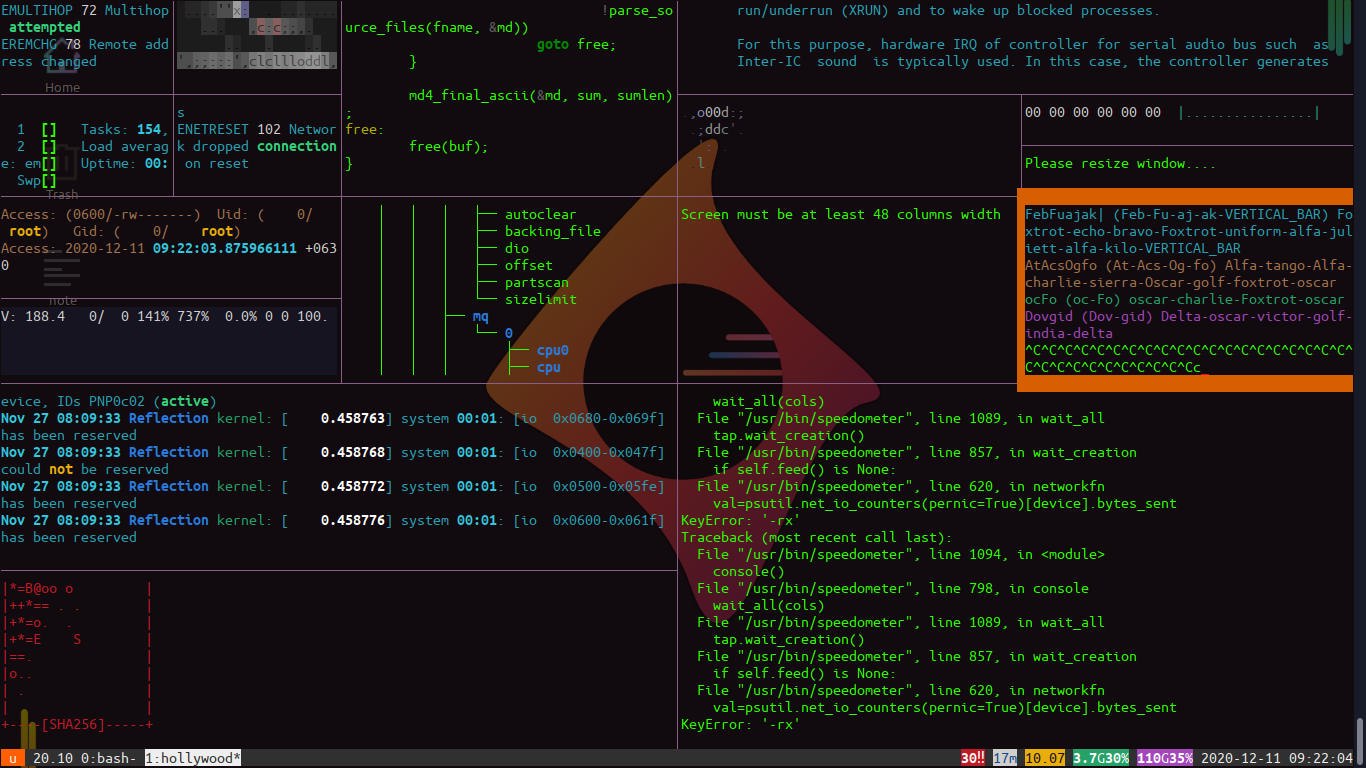 EMULTIHOP 72 Multihop
attempted
EREMCHG 78 Remote add
ress changed
Home
',;;:::::',clcllloddl,
!parse_so
urce_files(fname, &md))
goto free;
}
md4_final_ascii(&md, sum, sumlen)
;
free:
free(buf);
}
run/underrun (XRUN) and to wake up blocked processes.
For this purpose, hardware IRQ of controller for serial audio bus such  as
Inter-IC  sound  is typically used. In this case, the controller generates
1  []   Tasks: 154,
2  []   Load averag
e: em[]   Uptime: 00:
Swp[]
Trash
s
ENETRESET 102 Networ
k dropped connection
on reset
.,o00d:;
.;ddc'.
.l
00 00 00 00 00 00  |................|
Please resize window....
Access: (0600/-rw-------)  Uid: (    0/
root)   Gid: (    0/    root)
Access: 2020-12-11 09:22:03.875966111 +063
0
note
V: 188.4   0/  0 141% 737%  0.0% 0 0 100.
autoclear
backing_file
dio
offset
partscan
sizelimit
mq
0
cpu0
cpu
Screen must be at least 48 columns width
FebFuajak| (Feb-Fu-aj-ak-VERTICAL_BAR) Fo
xtrot-echo-bravo-Foxtrot-uniform-alfa-jul
iett-alfa-kilo-VERTICAL_BAR
AtAcsOgfo (At-Acs-Og-fo) Alfa-tango-Alfa-
charlie-sierra-Oscar-golf-foxtrot-oscar
ocFo (oc-Fo) oscar-charlie-Foxtrot-oscar
Dovgid (Dov-gid) Delta-oscar-victor-golf-
india-delta
^C^C^C^C^C^C^C^C^C^C^C^C^C^C^C^C^C^C^C^C^
C^C^C^C^C^C^C^C^C^C^Cc_
evice, IDs PNP0c02 (active)
Nov 27 08:09:33 Reflection kernel: [    0.458763] system 00:01: [io  0x0680-0x069f]
has been reserved
Nov 27 08:09:33 Reflection kernel: [    0.458768] system 00:01: [io  0x0400-0x047f]
could not be reserved
Nov 27 08:09:33 Reflection kernel: [    0.458772] system 00:01: [io  0x0500-0x05fe]
has been reserved
Nov 27 08:09:33 Reflection kernel: [    0.458776] system 00:01: [io  0x0600-0x061f]
has been reserved
|*=B@oo o         |
|++*== . .        |
|+*=o.  .         |
|+*=E    S        |
|==.              |
|o..              |
| .               |
|                 |
+----[SHA256]-----+
wait_all(cols)
File "/usr/bin/speedometer", line 1089, in wait_all
tap.wait_creation()
File "/usr/bin/speedometer", line 857, in wait_creation
if self.feed() is None:
File "/usr/bin/speedometer", line 620, in networkfn
val=psutil.net_io_counters(pernic=True)[device].bytes_sent
KeyError: '-rx'
Traceback (most recent call last):
File "/usr/bin/speedometer", line 1094, in <module>
console()
File "/usr/bin/speedometer", line 798, in console
wait_all(cols)
File "/usr/bin/speedometer", line 1089, in wait_all
tap.wait_creation()
File "/usr/bin/speedometer", line 857, in wait_creation
if self.feed() is None:
File "/usr/bin/speedometer", line 620, in networkfn
val=psutil.net_io_counters(pernic=True)[device].bytes_sent
KeyError: '-rx'
u  20.10 0:bash- 1:hollywood*
30!! 17m 10.07 3.7G30% 110G35% 2020-12-11 09:22:04